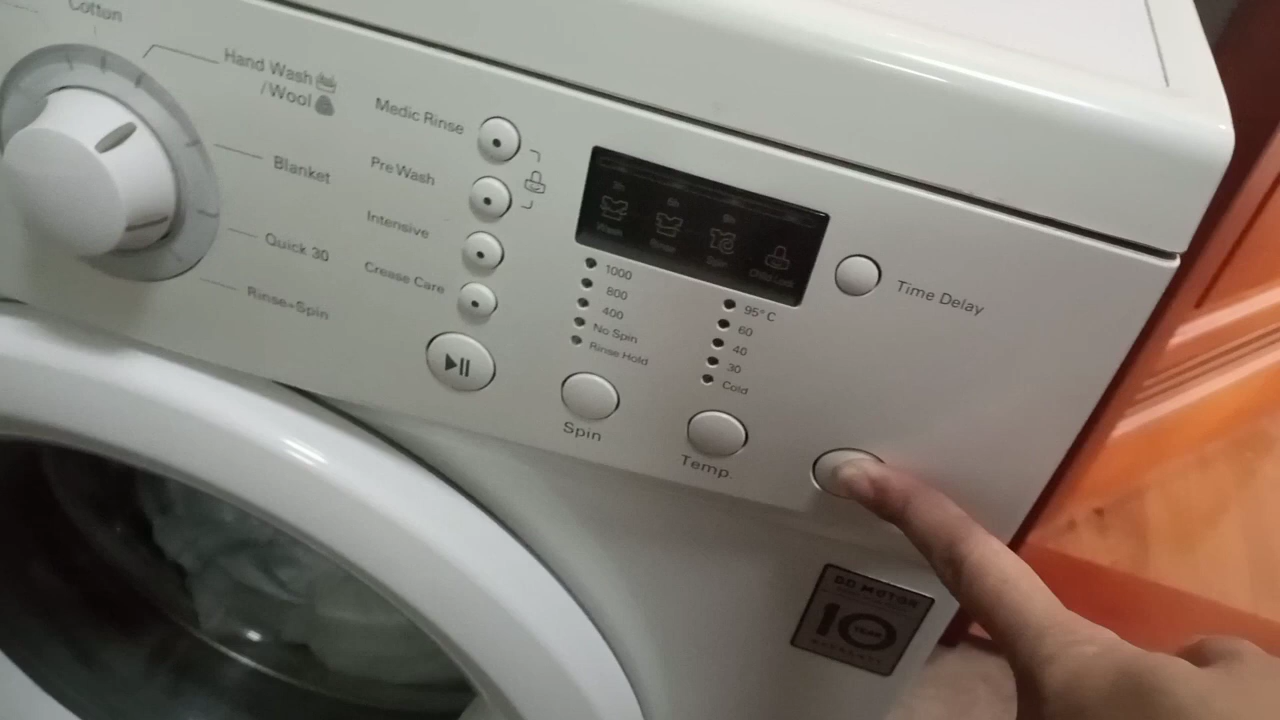 Cotton
Hand Wash
/Wool
Blanket
Quick 30
Rinse+Spin
Medic Rinse
Pre Wash
Intensive
Crease Care
Wash
Rinse
Spin
Child Lock
1000
800
400
No Spin
Rinse Hold
Spin
95°C
60
40
30
Cold
Temp.
Time Delay
DD MOTOR
10
YEAR
WARRANTY